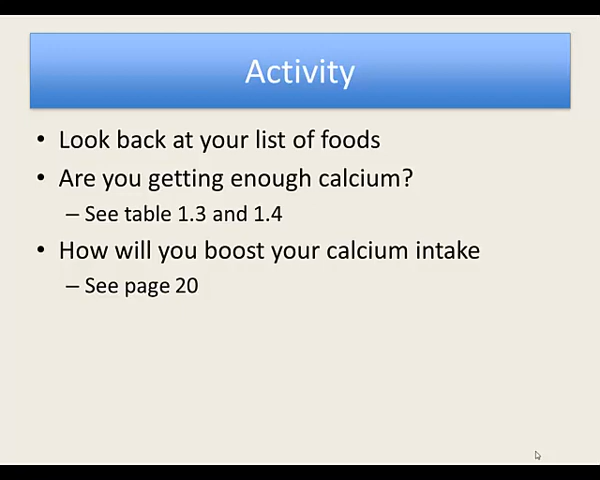 Activity
• Look back at your list of foods
• Are you getting enough calcium?
– See table 1.3 and 1.4
• How will you boost your calcium intake
– See page 20